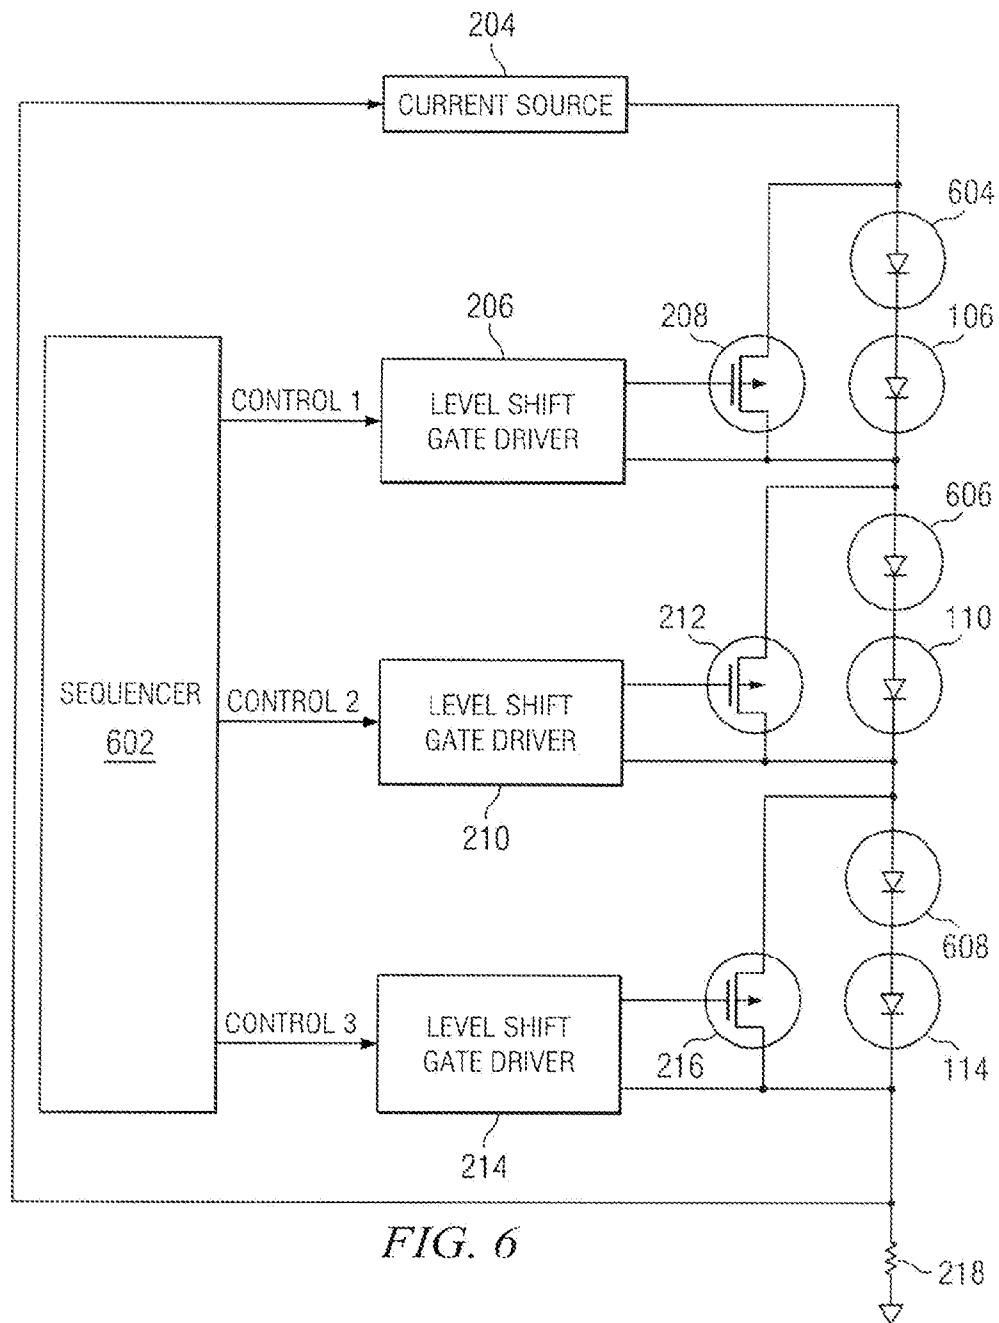 204
CURRENT SOURCE
604
206
208
106
CONTROL 1
LEVEL SHIFT
GATE DRIVER
606
212
110
SEQUENCER
602
CONTROL 2
LEVEL SHIFT
GATE DRIVER
210
608
CONTROL 3
LEVEL SHIFT
GATE DRIVER
216
114
214
FIG. 6
218